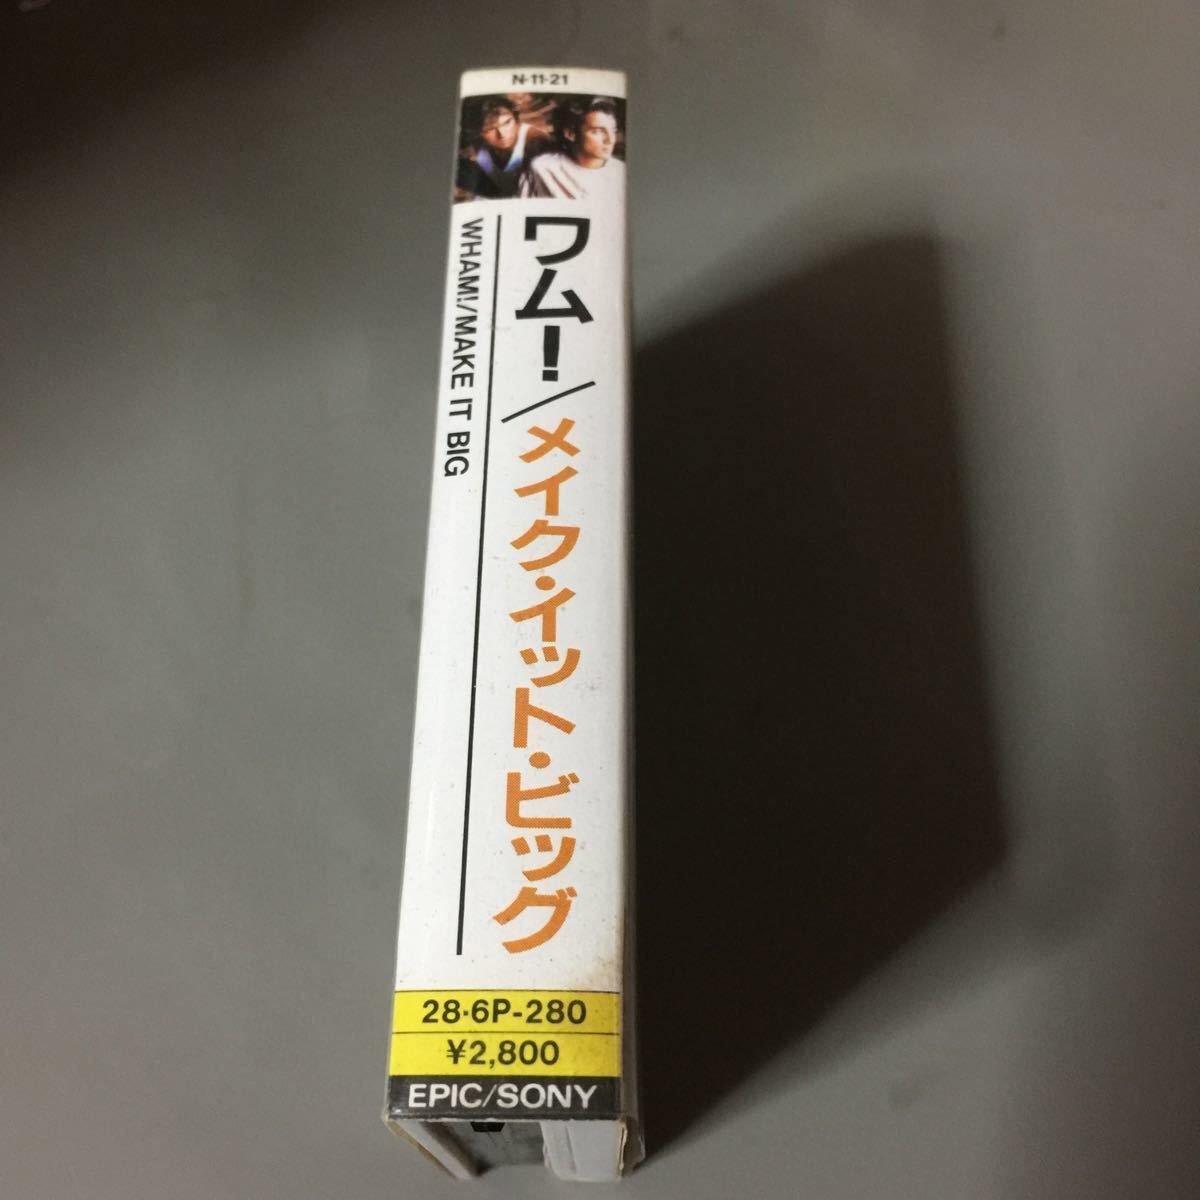 N-11-21
ワム！／メイク・イット・ビッグ
WHAM!/MAKE IT BIG
28・6P-280
¥2,800
EPIC/SONY